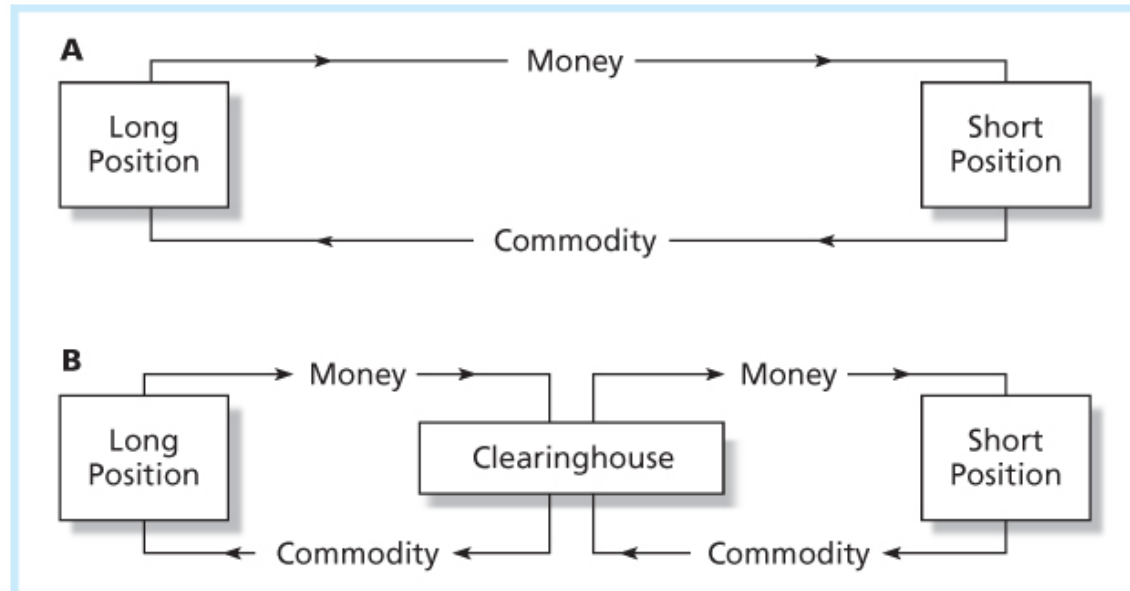 A
Money
Long
Position
Short
Position
Commodity
B
Money
Money
Long
Position
Clearinghouse
Short
Position
Commodity
Commodity